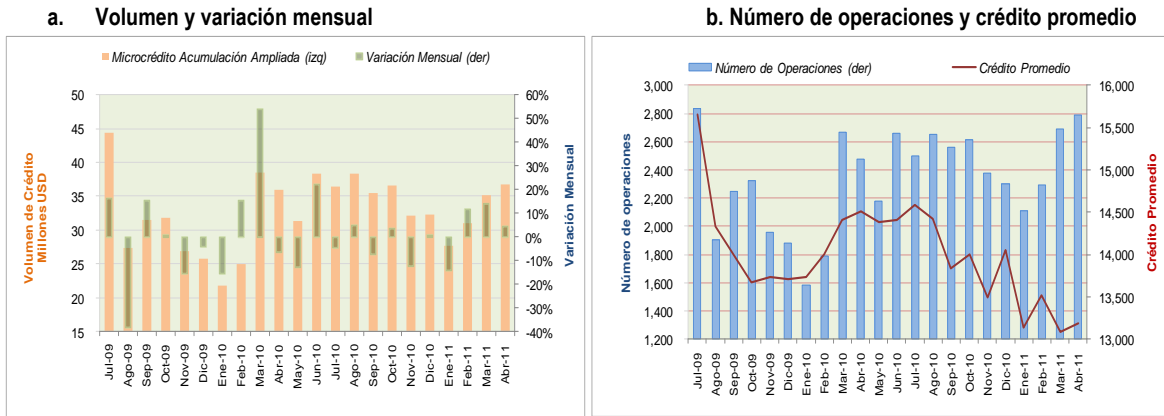 a. Volumen y variación mensual
Microcrédito Acumulación Ampliada (izq)
Variación Mensual (der)
Volumen de Crédito
Millones USD
50
45
40
35
30
25
20
15
60%
50%
40%
30%
20%
10%
0%
-10%
-20%
-30%
-40%
Variación Mensual
Jul-09
Ago-09
Sep-09
Oct-09
Nov-09
Dic-09
Ene-10
Feb-10
Mar-10
Abr-10
May-10
Jun-10
Jul-10
Ago-10
Sep-10
Oct-10
Nov-10
Dic-10
Ene-11
Feb-11
Mar-11
Abr-11
b. Número de operaciones y crédito promedio
Número de Operaciones (der)
Crédito Promedio
Número de operaciones
3,000
2,800
2,600
2,400
2,200
2,000
1,800
1,600
1,400
1,200
16,000
15,500
15,000
14,500
14,000
13,500
13,000
Crédito Promedio
Jul-09
Ago-09
Sep-09
Oct-09
Nov-09
Dic-09
Ene-10
Feb-10
Mar-10
Abr-10
May-10
Jun-10
Jul-10
Ago-10
Sep-10
Oct-10
Nov-10
Dic-10
Ene-11
Feb-11
Mar-11
Abr-11